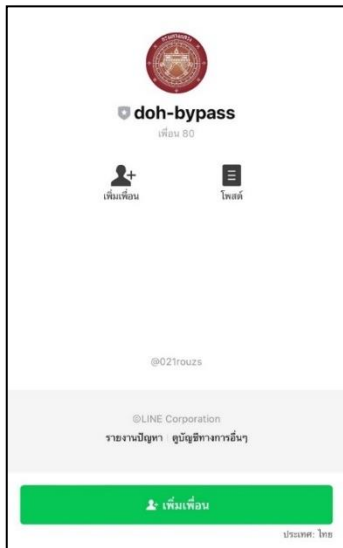 doh-bypass
เพื่อน 80
เพิ่มเพื่อน
โพสต์
@021rouzs
©LINE Corporation
รายงานปัญหา ดูบัญชีทางการอื่นๆ
เพิ่มเพื่อน
ประเทศ: ไทย